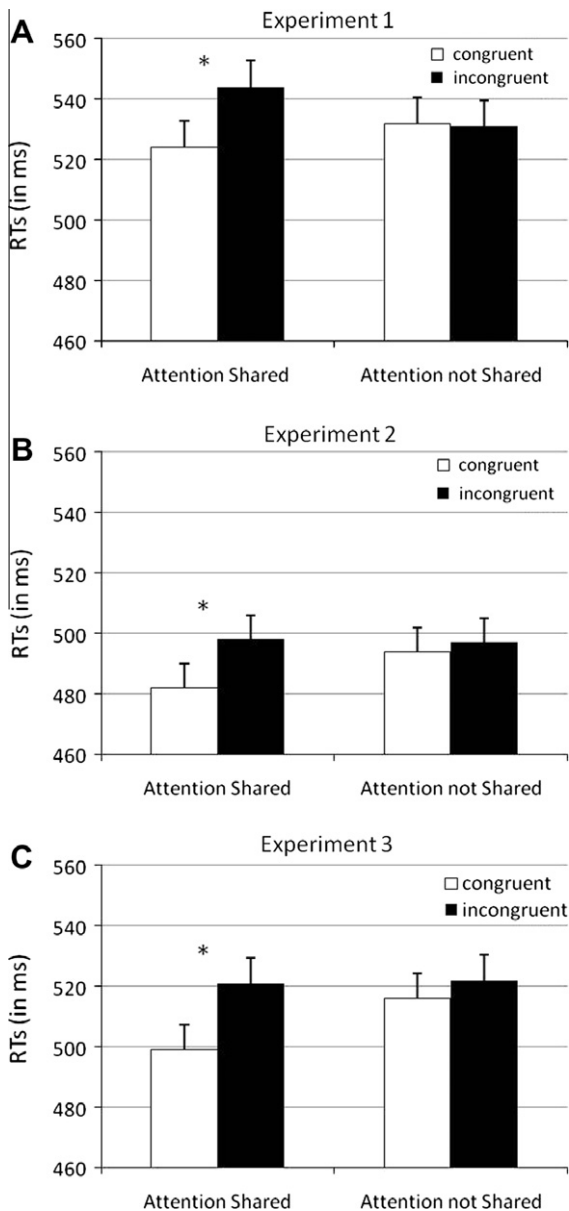 A
Experiment 1
560
540
520
500
480
460
RTs (in ms)
*
congruent
incongruent
Attention Shared
Attention not Shared
B
Experiment 2
560
540
520
500
480
460
RTs (in ms)
*
congruent
incongruent
Attention Shared
Attention not Shared
C
Experiment 3
560
540
520
500
480
460
RTs (in ms)
*
congruent
incongruent
Attention Shared
Attention not Shared